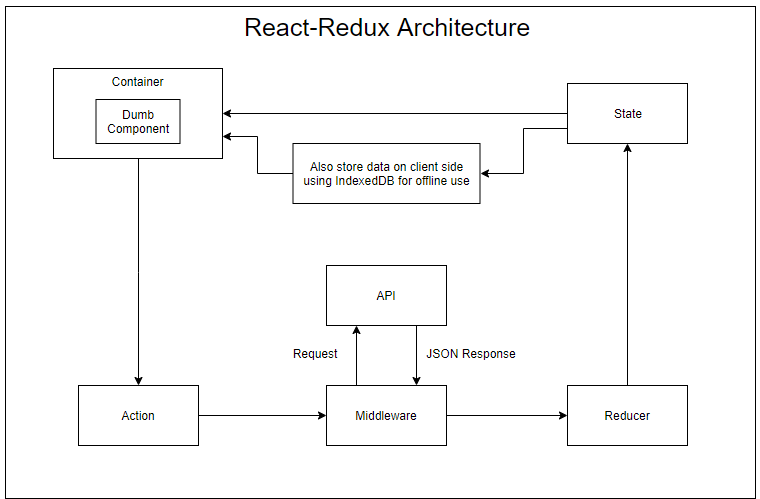 React-Redux Architecture
Container
Dumb
Component
State
Also store data on client side
using IndexedDB for offline use
API
Request
JSON Response
Action
Middleware
Reducer